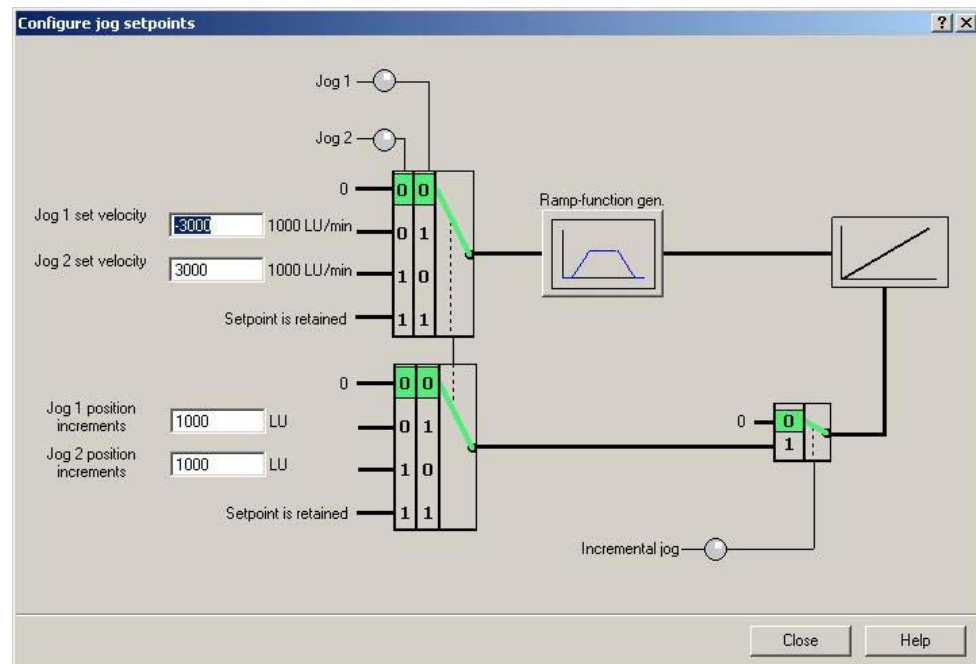 Configure jog setpoints
? ×
Jog 1
Jog 2
0
0 0
Jog 1 set velocity
-3000
1000 LU/min
0 1
Jog 2 set velocity
3000
1000 LU/min
1 0
Setpoint is retained
1 1
Ramp-function gen.
0
0 0
Jog 1 position
increments
1000
LU
0 1
Jog 2 position
increments
1000
LU
1 0
Setpoint is retained
1 1
0
0
1
Incremental jog
Close
Help